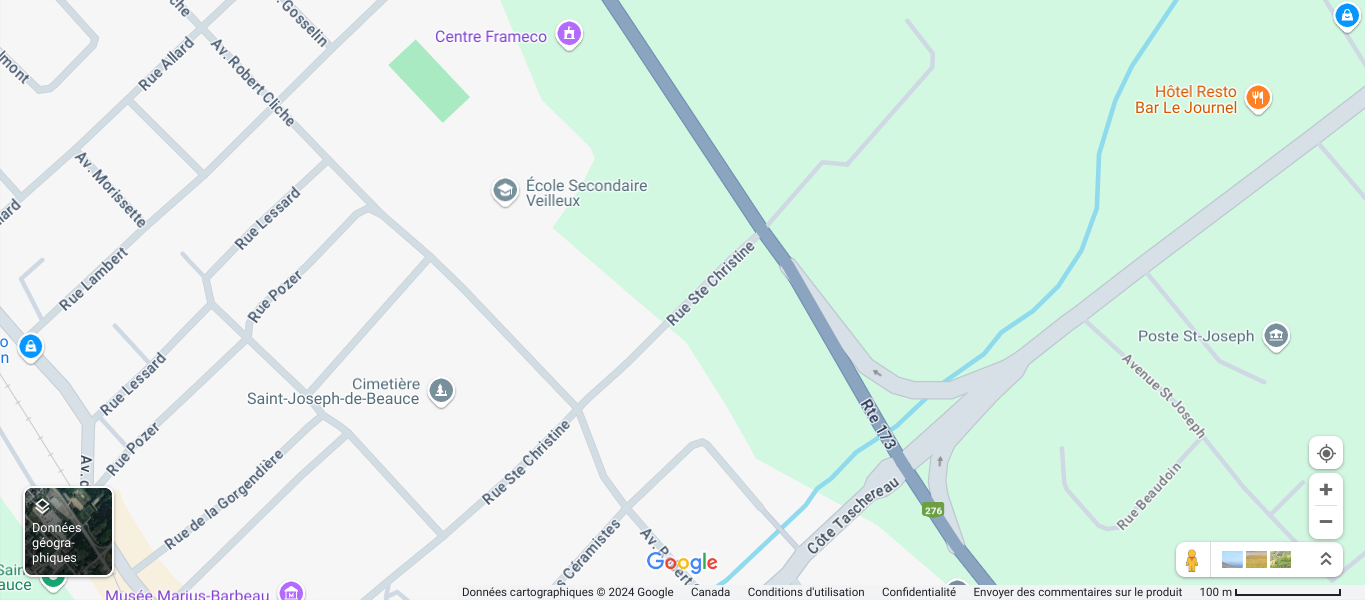 Gosselin
che
Centre Frameco
lmont
Rue Allard
Av. Robert Cliche
Hôtel Resto
Bar Le Journel
Av. Morissette
École Secondaire
Veilleux
Rue Lessard
Rue Lambert
Rue Ste Christine
Rue Pozer
Poste St-Joseph
Rue Lessard
Cimetière
Saint-Joseph-de-Beauce
Avenue St Joseph
Rte 173
Rue Pozer
Rue Ste Christine
Rue de la Gorgendière
Côte Taschereau
Rue Beaudoin
276
Données
géogra-
phiques
s Céramistes
Musée Marius-Barbeau
Google
Données cartographiques © 2024 Google Canada Conditions d'utilisation Confidentialité Envoyer des commentaires sur le produit 100 m